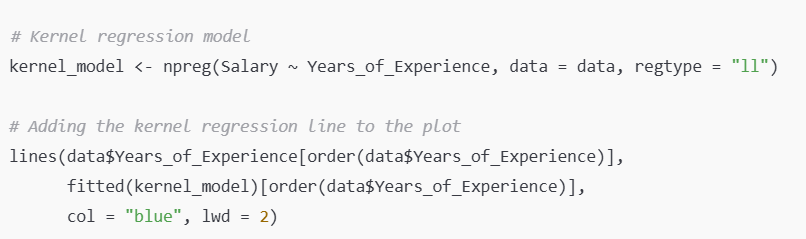 # Kernel regression model
kernel_model <- npreg(Salary ~ Years_of_Experience, data = data, regtype = "ll")
# Adding the kernel regression line to the plot
lines(data$Years_of_Experience[order(data$Years_of_Experience)],
fitted(kernel_model)[order(data$Years_of_Experience)],
col = "blue", lwd = 2)